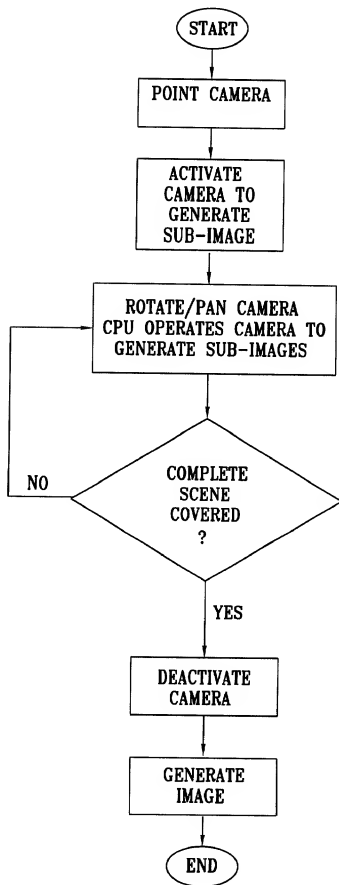 START
POINT CAMERA
ACTIVATE
CAMERA TO
GENERATE
SUB-IMAGE
ROTATE/PAN CAMERA
CPU OPERATES CAMERA TO
GENERATE SUB-IMAGES
COMPLETE
SCENE
COVERED
?
NO
YES
DEACTIVATE
CAMERA
GENERATE
IMAGE
END